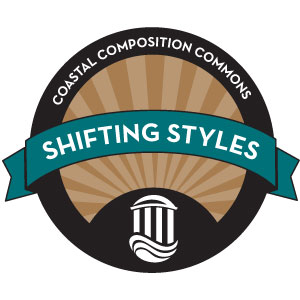 COASTAL COMPOSITION COMMONS
SHIFTING STYLES